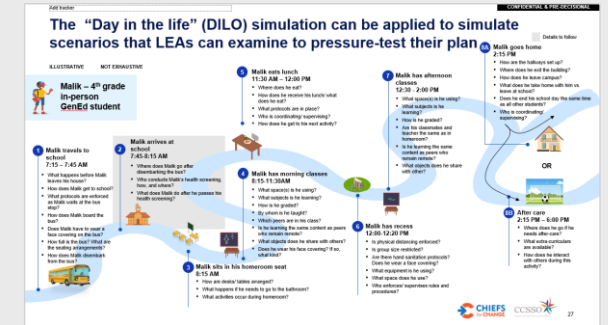 Add tracker
CONFIDENTIAL & PRE-DECISIONAL
The “Day in the life” (DILO) simulation can be applied to simulate
scenarios that LEAs can examine to pressure-test their plan
Details to follow
ILLUSTRATIVE NOT EXHAUSTIVE
Malik – 4th grade
in-person
GenEd student
1
Malik travels to
school
7:15 – 7:45 AM
• What happens before Malik
leaves his house?
• How does Malik get to school?
• What protocols are enforced
as Malik waits at the bus
stop?
• How does Malik board the
bus?
• Does Malik have to wear a
face covering on the bus?
• How full is the bus? What are
the seating arrangements?
• How does Malik disembark
from the bus?
2
Malik arrives at
school
7:45-8:15 AM
• Where does Malik go after
disembarking the bus?
• Who conducts Malik's health screening,
how, and where?
• What does Malik do after he passes his
health screening?
3
Malik sits in his homeroom seat
8:15 AM
• How are desks/ tables arranged?
• What happens if he needs to go to the bathroom?
• What activities occur during homeroom?
4
Malik has morning classes
8:15-11:30AM
• What space(s) is he using?
• What subjects is he learning?
• How is he graded?
• By whom is he taught?
• Which peers are in his class?
• Is he learning the same content as peers
who remain remote?
• What objects does he share with others?
• Does he wear his face covering? If so,
what kind?
5
Malik eats lunch
11:30 AM – 12:00 PM
• Where does he eat?
• How does he receive his lunch/ what
does he eat?
• What protocols are in place?
• Who is coordinating/ supervising?
• How does he get to his next activity?
6
Malik has recess
12:00-12:20 PM
• Is physical distancing enforced?
• Is group size restricted?
• Are there hand sanitation protocols?
Does he wear a face covering?
• What equipment is he using?
• What space does he use?
• Who enforces/ supervises rules and
procedures?
7
Malik has afternoon
classes
12:30 - 2:00 PM
• What space(s) is he using?
• What subjects is he
learning?
• How is he graded?
• Are his classmates and
teacher the same as in
homeroom?
• Is he learning the same
content as peers who
remain remote?
• What objects does he share
with others?
8A
Malik goes home
2:15 PM
• How are the hallways set up?
• Where does he exit the building?
• How does he leave campus?
• What does he take home with him vs.
leave at school?
• Does he end his school day the same time
as all other students?
• Who is coordinating/
supervising?
OR
8B
After care
2:15 PM – 6:00 PM
• Where does he go if he
needs after care?
• What extra-curriculars
are available?
• How does he interact
with others during this
activity?
CHIEFS
for CHANGE
CCSSO
27